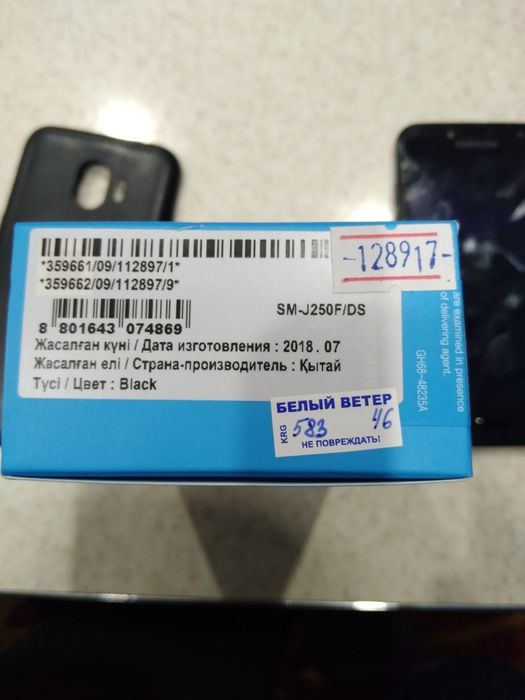 *359661/09/112897/1*
*359662/09/112897/9*
-128917-
SM-J250F/DS
8 801643 074869
Жасалған күні / Дата изготовления : 2018. 07
Жасалған елі / Страна-производитель : Қытай
Түсі / Цвет : Black
БЕЛЫЙ ВЕТЕР
KRG 583 46
НЕ ПОВРЕЖДАТЬ!
are examined in presence
of delivering agent.
GH68-48235A
SAMSUNG